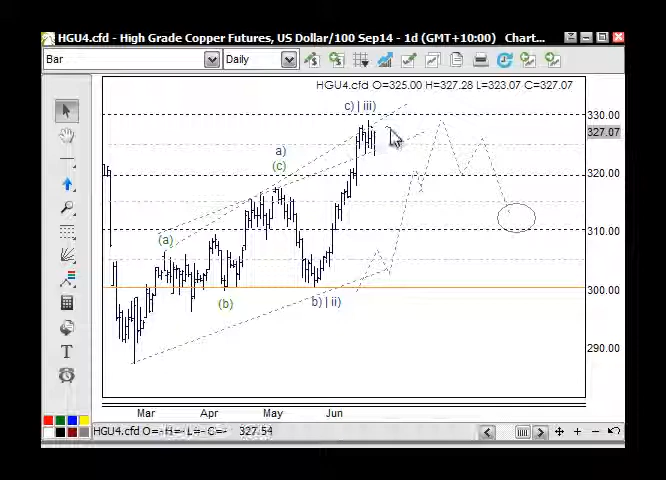 HGU4.cfd - High Grade Copper Futures, US Dollar/100 Sep14 - 1d (GMT+10:00) Chart...
Bar
Daily
HGU4.cfd O=325.00 H=327.28 L=323.07 C=327.07
c) | iii)
330.00
327.07
a)
(c)
320.00
(a)
310.00
(b)
b) | ii)
300.00
T
290.00
Mar Apr May Jun
HGU4.cfd O=- H=- L=- C=- 327.54